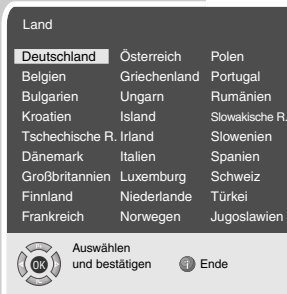 Land
Deutschland Österreich Polen
Belgien Griechenland Portugal
Bulgarien Ungarn Rumänien
Kroatien Island Slowakische R.
Tschechische R. Irland Slowenien
Dänemark Italien Spanien
Großbritannien Luxemburg Schweiz
Finnland Niederlande Türkei
Frankreich Norwegen Jugoslawien
Auswählen
OK und bestätigen i Ende